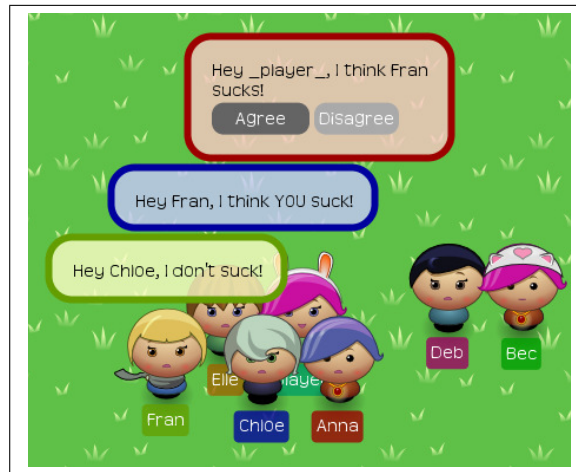 Hey _player_, I think Fran
sucks!
Agree Disagree
Hey Fran, I think YOU suck!
Hey Chloe, I don't suck!
Deb Bec
Elle
Fran
Chloe Anna